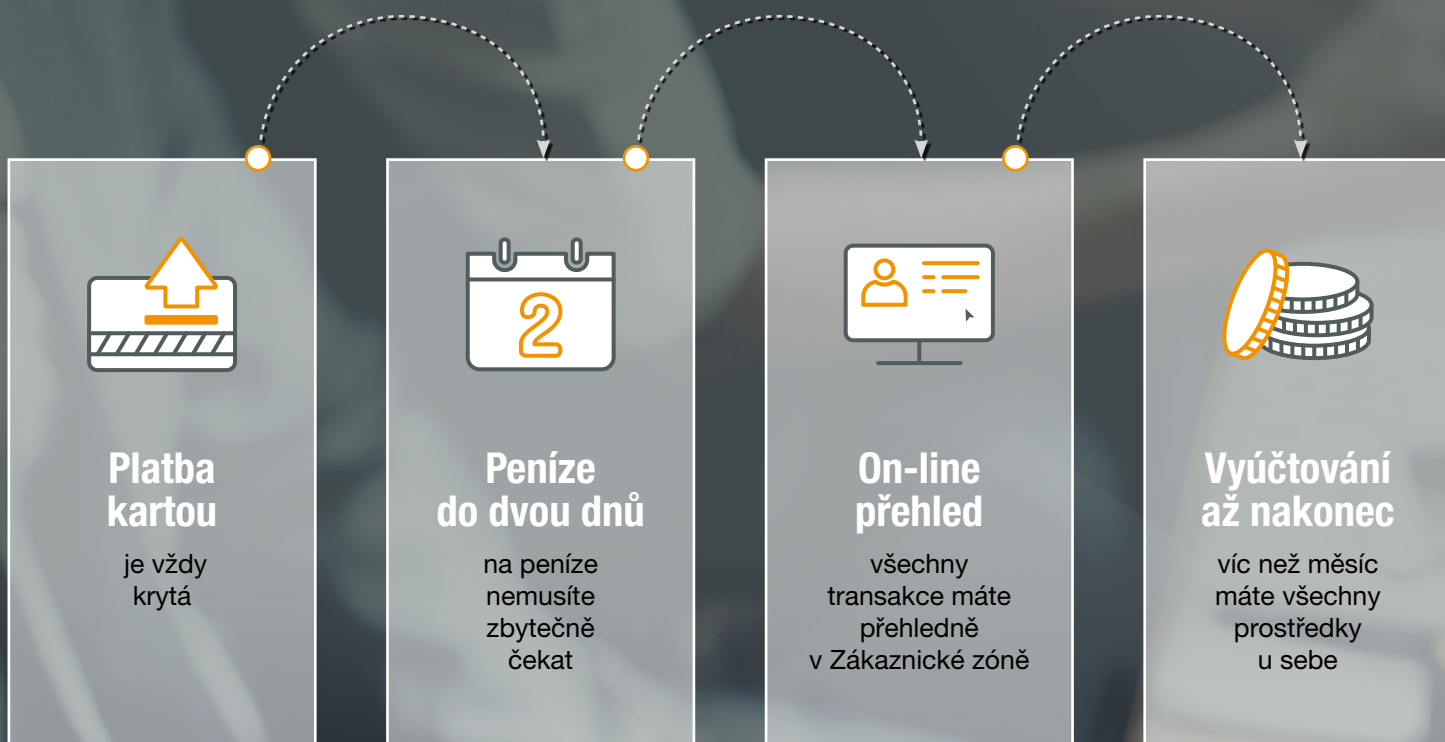 2
Platba
kartou
je vždy
krytá
Peníze
do dvou dnů
na peníze
nemusíte
zbytečně
čekat
On-line
přehled
všechny
transakce máte
přehledně
v Zákaznické zóně
Vyúčtování
až nakonec
víc než měsíc
máte všechny
prostředky
u sebe